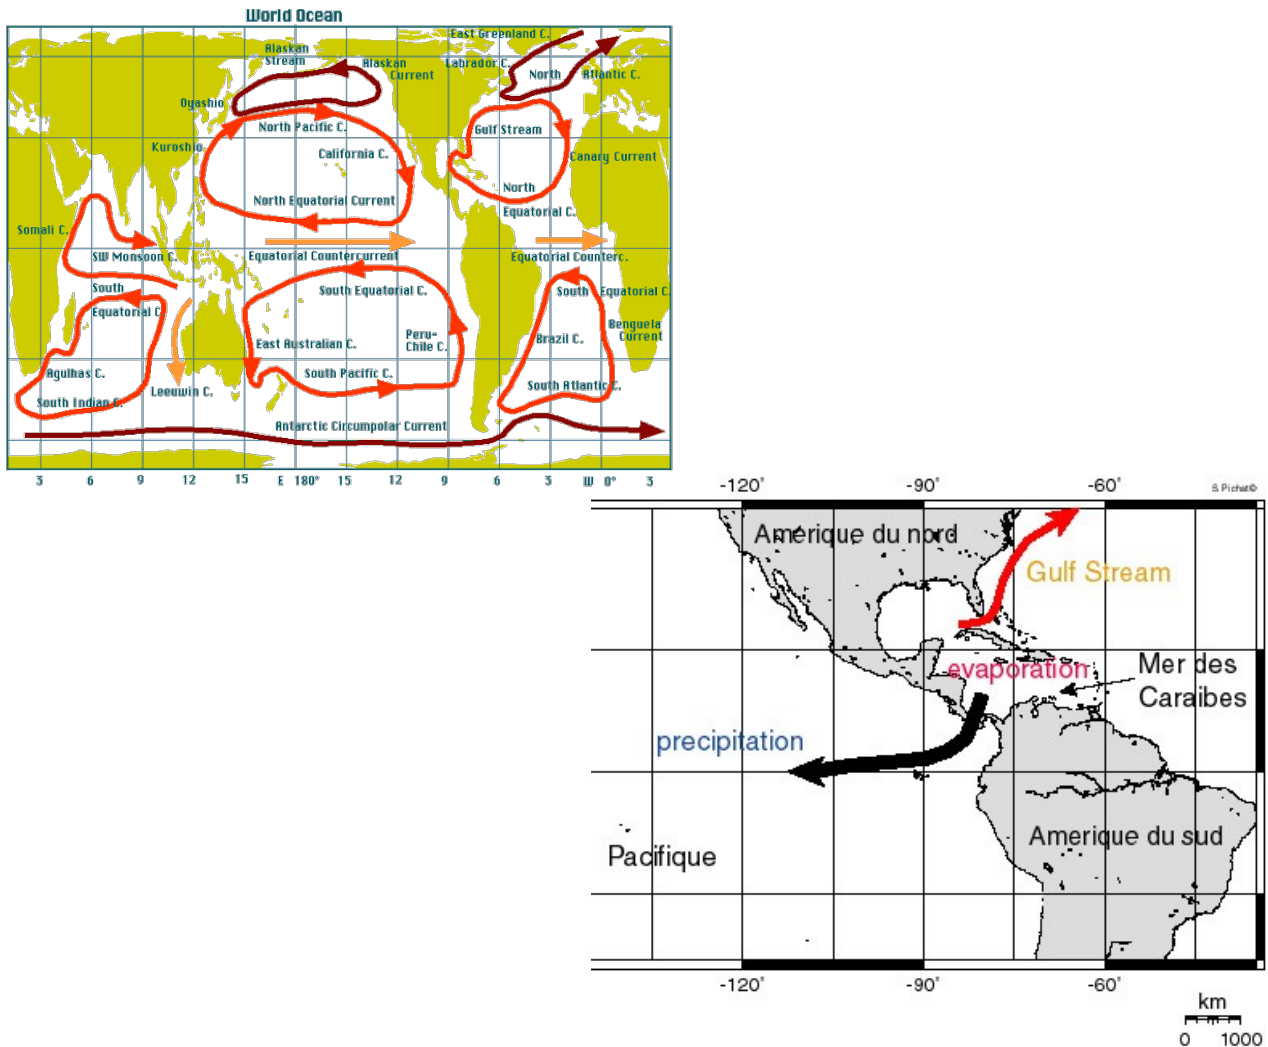 World Ocean
East Greenland C.
Alaskan
Stream
Alaskan
Current
Labrador C.
North
Atlantic C.
Oyashio
North Pacific C.
Gulf Stream
Kuroshio
California C.
Canary Current
North
Equatorial C.
North Equatorial Current
Somali C.
SW Monsoon C.
Equatorial Countercurrent
Equatorial Counterc.
South
Equatorial C
South Equatorial C.
South Equatorial C.
Benguela
Current
East Australian C.
Peru-
Chile C.
Brazil C.
Agulhas C.
South Pacific C.
South Atlantic C.
Leeuwin C.
South Indian C.
Antarctic Circumpolar Current
3 6 9 12 15 E 180° 15 12 9 6 3 W 0° 3
-120° -90° -60°
S Pichat©
Amérique du nord
Gulf Stream
evaporation
Mer des
Caraibes
precipitation
Amerique du sud
Pacifique
-120° -90° -60°
km
0 1000